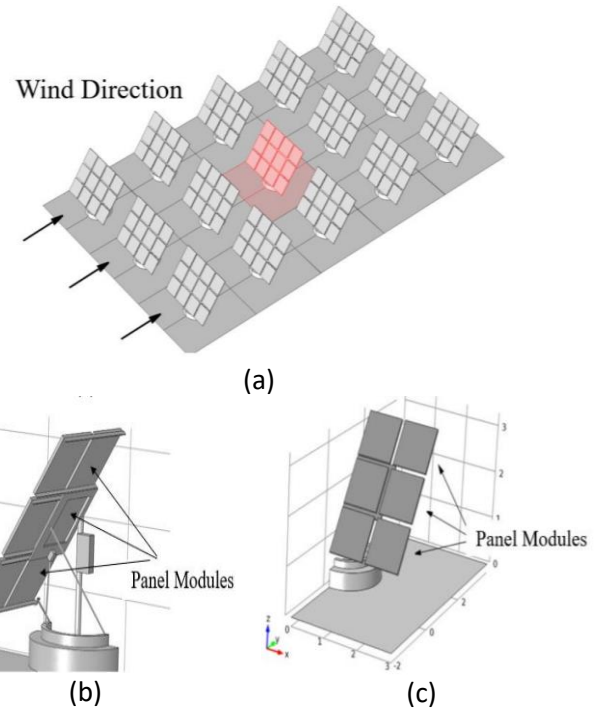 Wind Direction
(a)
Panel Modules
(b)
3
2
1
0
Panel Modules
2
0
-2
0
1
2
3
z
y
x
(c)